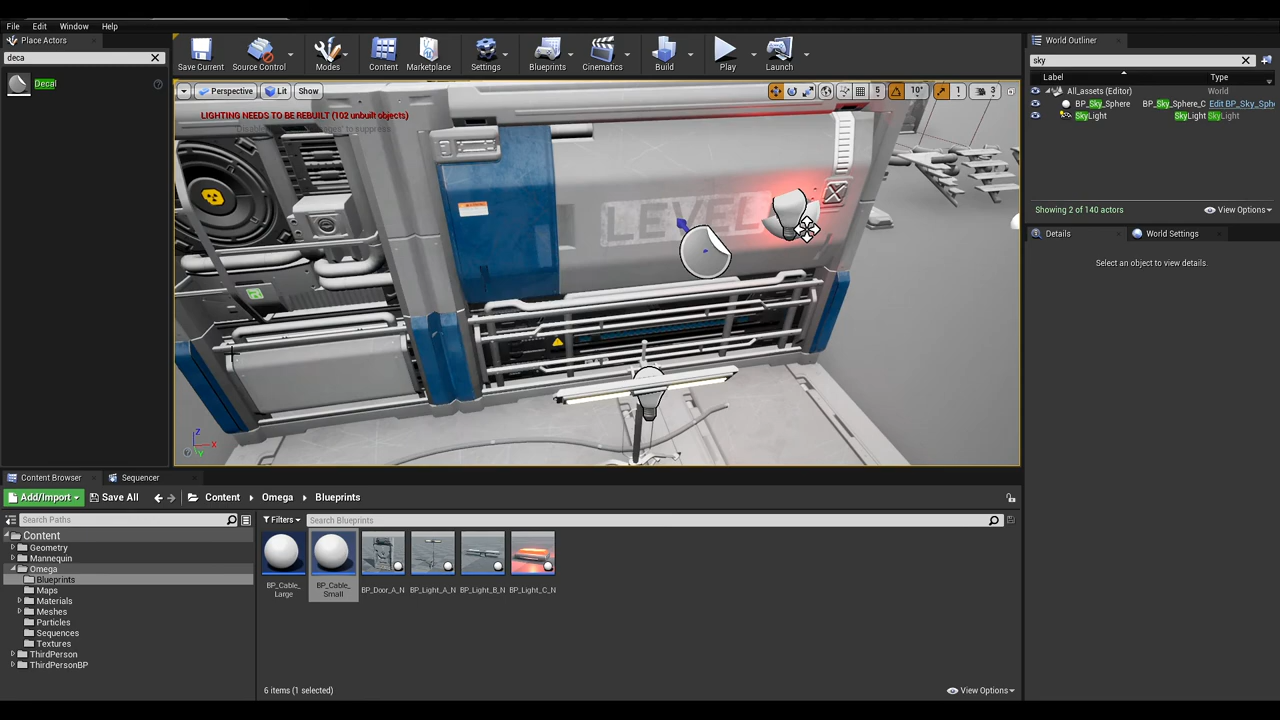 File Edit Window Help
Place Actors
deca
Decal
Save Current
Source Control
Modes
Content
Marketplace
Settings
Blueprints
Cinematics
Build
Play
Launch
Perspective
Lit
Show
5
10°
1
3
LIGHTING NEEDS TO BE REBUILT (102 unbuilt objects)
LEVEL
World Outliner
sky
Label
Type
All_assets (Editor)
World
BP_Sky_Sphere
BP_Sky_Sphere_C
Edit BP_Sky_Sph
SkyLight
SkyLight
SkyLight
Showing 2 of 140 actors
View Options
Details
World Settings
Select an object to view details.
Z
X
Y
Content Browser
Sequencer
Add/Import
Save All
Content
Omega
Blueprints
Search Paths
Filters
Search Blueprints
Content
Geometry
Mannequin
Omega
Blueprints
Maps
Materials
Meshes
Particles
Sequences
Textures
ThirdPerson
ThirdPersonBP
BP_Cable_
Large
BP_Cable_
Small
BP_Door_A_N
BP_Light_A_N
BP_Light_B_N
BP_Light_C_N
6 items (1 selected)
View Options